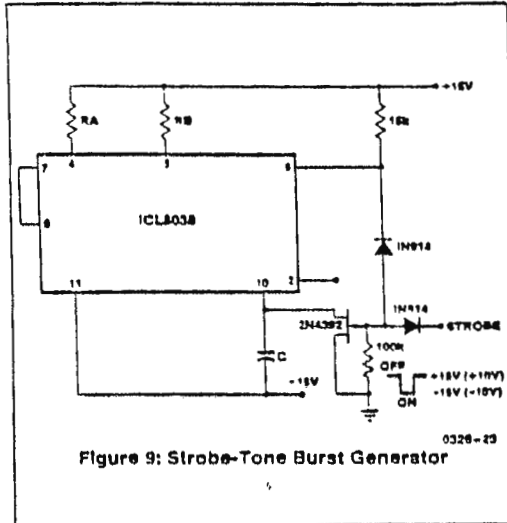 +15V
RA
RB
15k
7
4
5
9
ICL8038
8
11
10
2
1N914
1N914
2N4392
STROBE
C
100k
OFF
+15V (+10V)
-15V
-15V (-10V)
ON
0326-23
Figure 9: Strobe-Tone Burst Generator